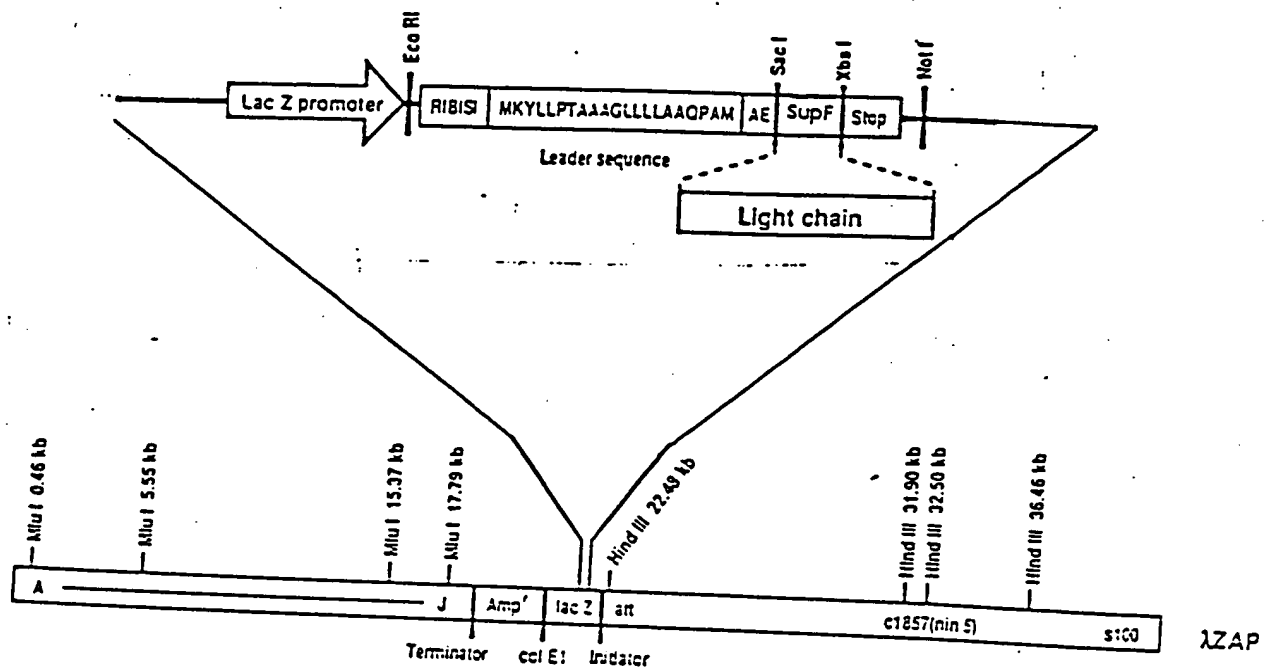 Eco RI
Sac I
Xba I
Not I
Lac Z promoter
RIBISI MKYLLPTAAAGLLLLAAQPAM AE SupF Stop
Leader sequence
Light chain
Mlu I 0.46 kb
Mlu I 5.55 kb
Mlu I 15.37 kb
Mlu I 17.79 kb
Hind III 22.49 kb
Hind III 31.90 kb
Hind III 32.50 kb
Hind III 36.46 kb
A J Ampʳ lac Z att c1857(nin 5) s100
λZAP
Terminator col E1 Initiator